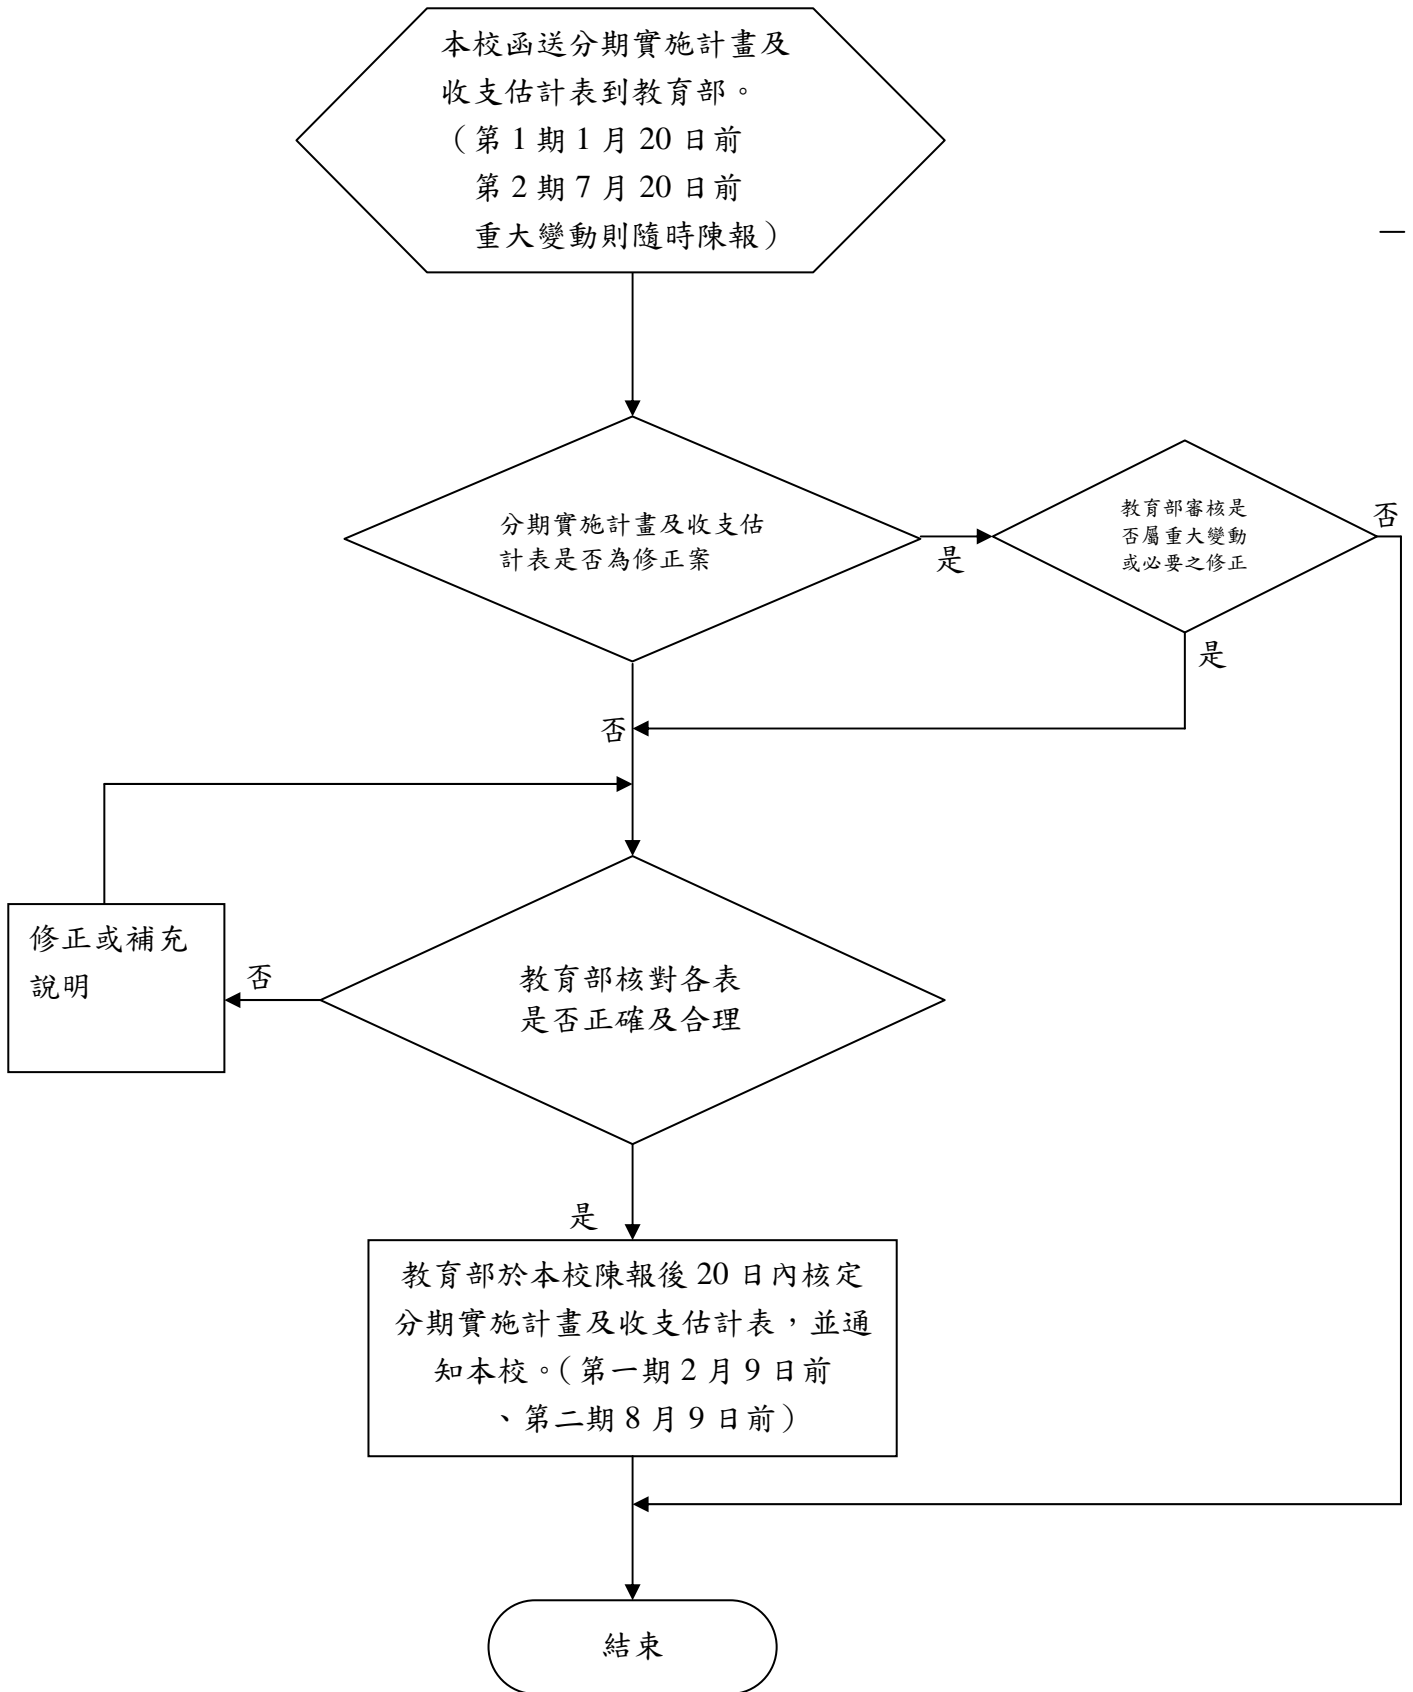 本校函送分期實施計畫及
收支估計表到教育部。
（第 1 期 1 月 20 日前
第 2 期 7 月 20 日前
重大變動則隨時陳報）
分期實施計畫及收支估
計表是否為修正案
是
教育部審核是
否屬重大變動
或必要之修正
否
是
否
修正或補充
說明
否
教育部核對各表
是否正確及合理
是
教育部於本校陳報後 20 日內核定
分期實施計畫及收支估計表，並通
知本校。（第一期 2 月 9 日前
、第二期 8 月 9 日前）
結束